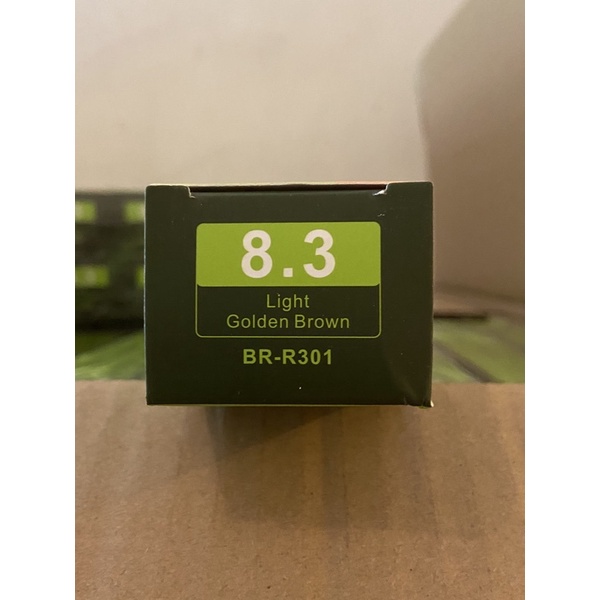 8.3
Light
Golden Brown
BR-R301